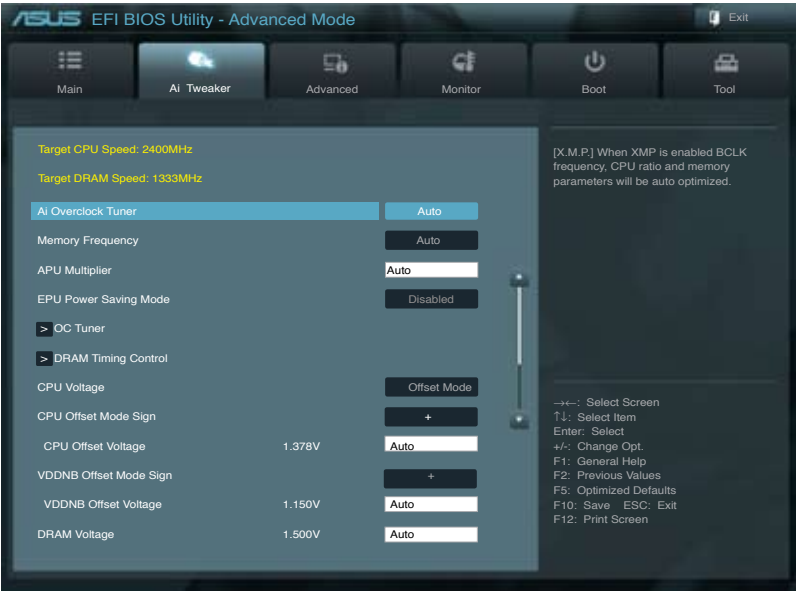 ASUS EFI BIOS Utility - Advanced Mode
Exit
Main
Ai Tweaker
Advanced
Monitor
Boot
Tool
Target CPU Speed: 2400MHz
Target DRAM Speed: 1333MHz
Ai Overclock Tuner Auto
Memory Frequency Auto
APU Multiplier Auto
EPU Power Saving Mode Disabled
> OC Tuner
> DRAM Timing Control
CPU Voltage Offset Mode
CPU Offset Mode Sign +
CPU Offset Voltage 1.378V Auto
VDDNB Offset Mode Sign +
VDDNB Offset Voltage 1.150V Auto
DRAM Voltage 1.500V Auto
[X.M.P.] When XMP is enabled BCLK
frequency, CPU ratio and memory
parameters will be auto optimized.
→←: Select Screen
↑↓: Select Item
Enter: Select
+/-: Change Opt.
F1: General Help
F2: Previous Values
F5: Optimized Defaults
F10: Save ESC: Exit
F12: Print Screen